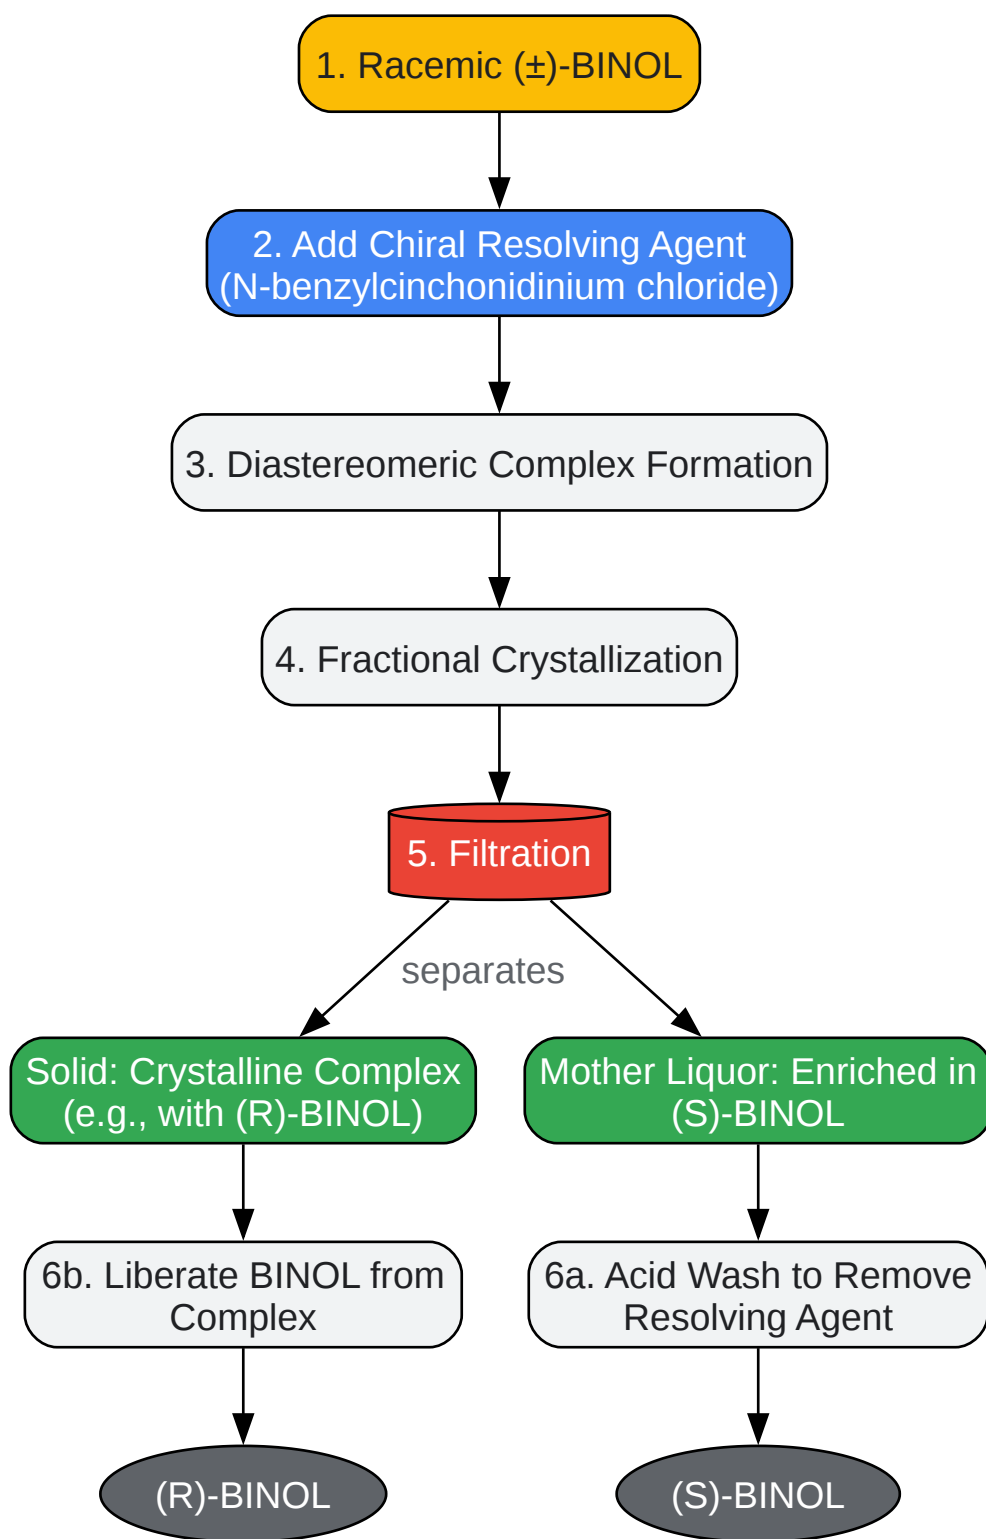 1. Racemic (±)-BINOL
2. Add Chiral Resolving Agent
(N-benzylcinchonidinium chloride)
3. Diastereomeric Complex Formation
4. Fractional Crystallization
5. Filtration
separates
Solid: Crystalline Complex
(e.g., with (R)-BINOL)
Mother Liquor: Enriched in
(S)-BINOL
6b. Liberate BINOL from
Complex
6a. Acid Wash to Remove
Resolving Agent
(R)-BINOL
(S)-BINOL